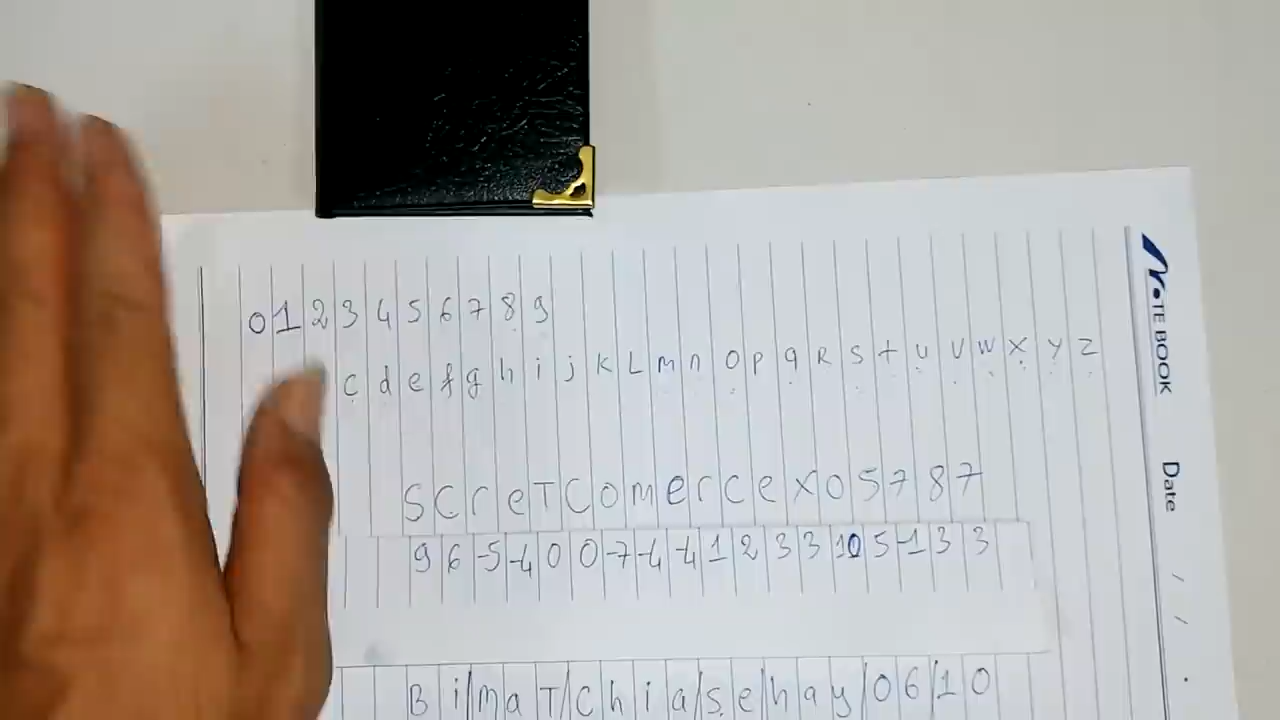 0 1 2 3 4 5 6 7 8 9
c d e f g h i j k L m n o p q R s t u v w x y z
S C r e T C o m e r c e x 0 5 7 8 7
9 6 -5 -4 0 0 -7 -4 -4 1 2 3 3 10 5 -1 3 3
B i/m a T/C h i a/s e/h a y/0 6/1 0
NOTE BOOK
Date / / .